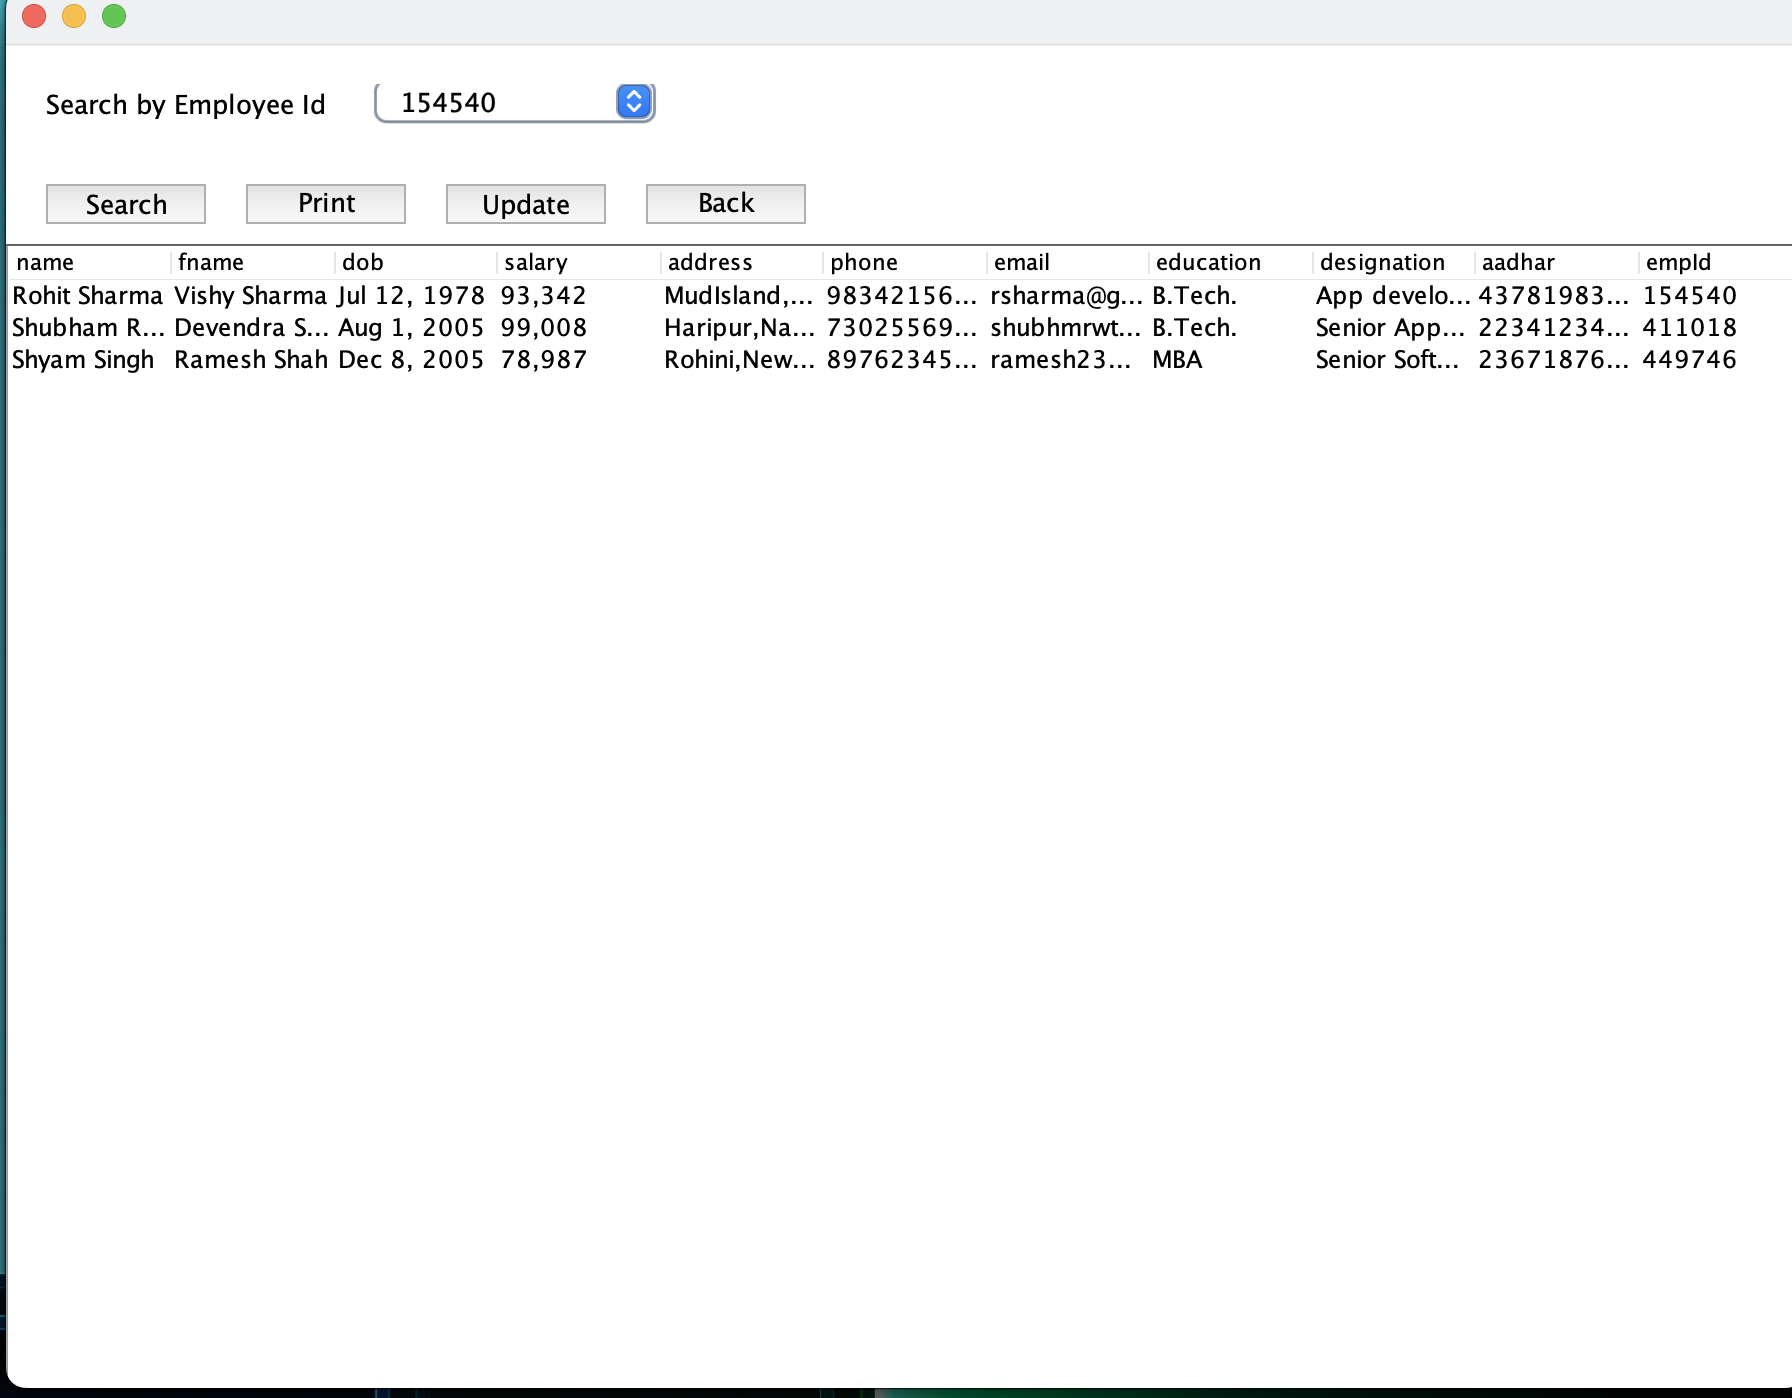 Search by Employee Id 154540
Search Print Update Back
name fname dob salary address phone email education designation aadhar empId
Rohit Sharma Vishy Sharma Jul 12, 1978 93,342 MudIsland,... 98342156... rsharma@g... B.Tech. App develo... 43781983... 154540
Shubham R... Devendra S... Aug 1, 2005 99,008 Haripur,Na... 73025569... shubhmrwt... B.Tech. Senior App... 22341234... 411018
Shyam Singh Ramesh Shah Dec 8, 2005 78,987 Rohini,New... 89762345... ramesh23... MBA Senior Soft... 23671876... 449746